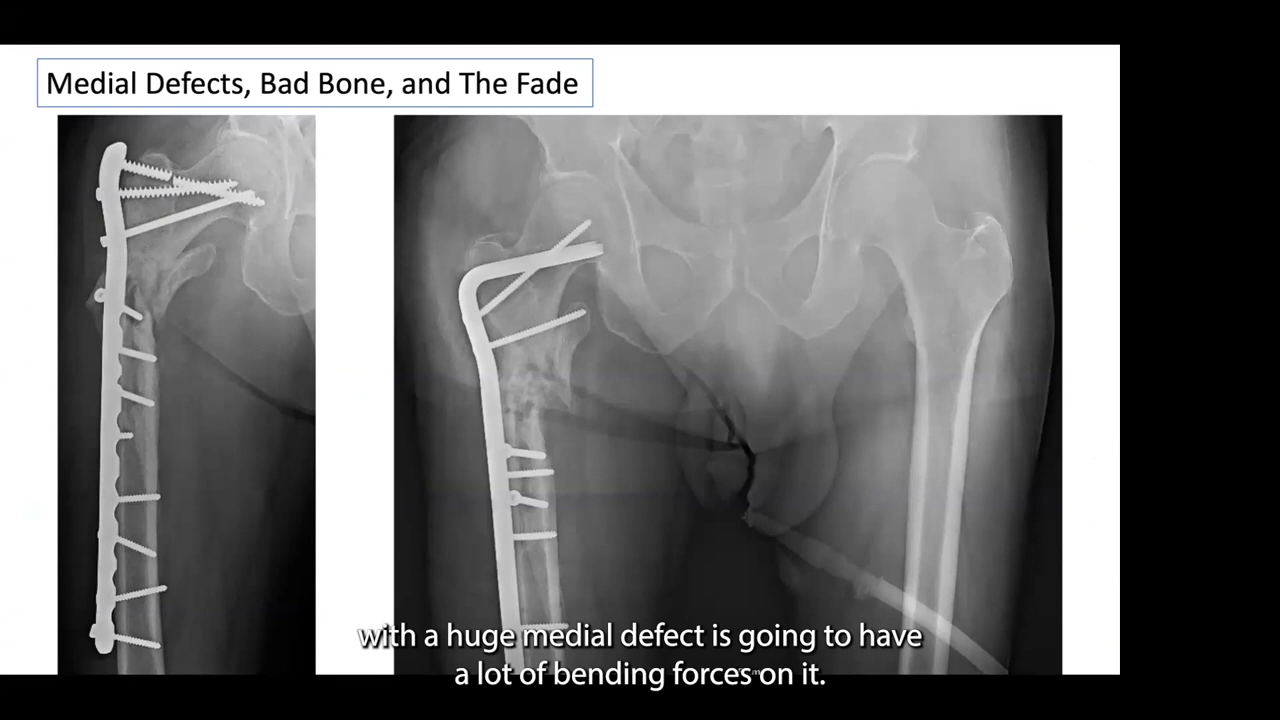 Medial Defects, Bad Bone, and The Fade
with a huge medial defect is going to have
a lot of bending forces on it.